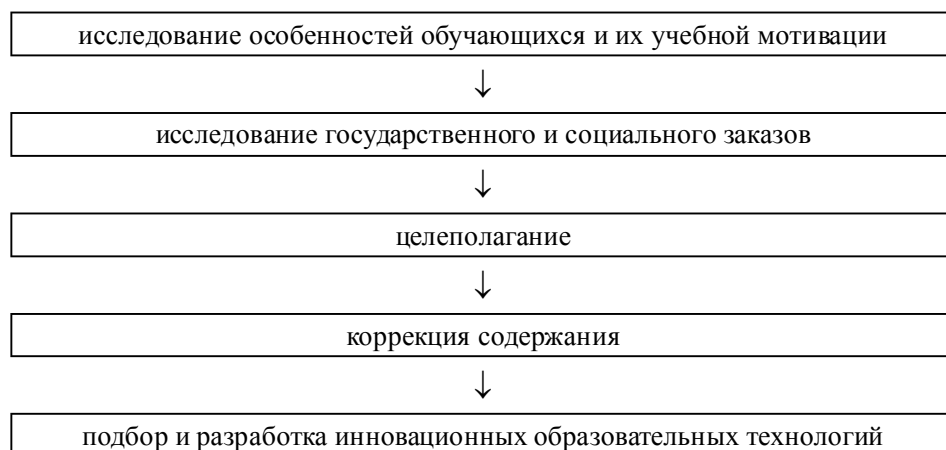 исследование особенностей обучающихся и их учебной мотивации
↓
исследование государственного и социального заказов
↓
целеполагание
↓
коррекция содержания
↓
подбор и разработка инновационных образовательных технологий